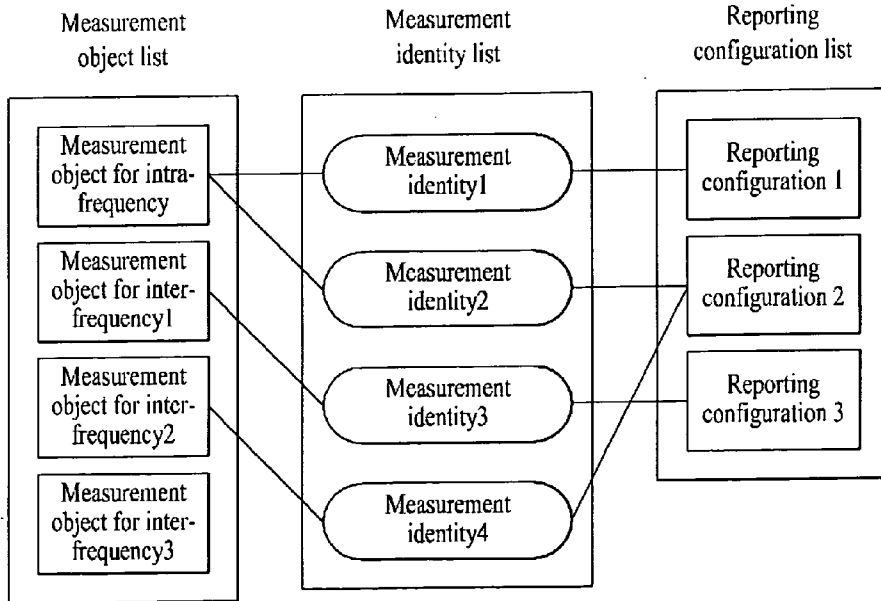 Measurement
object list
Measurement
identity list
Reporting
configuration list
Measurement
object for intra-
frequency
Measurement
object for inter-
frequency1
Measurement
object for inter-
frequency2
Measurement
object for inter-
frequency3
Measurement
identity1
Measurement
identity2
Measurement
identity3
Measurement
identity4
Reporting
configuration 1
Reporting
configuration 2
Reporting
configuration 3